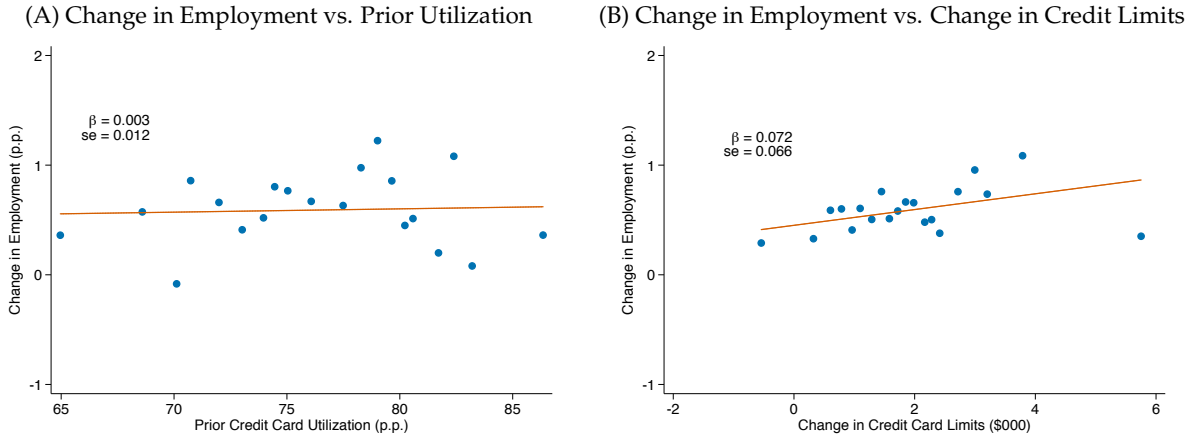 (A) Change in Employment vs. Prior Utilization
2
1
0
-1
Change in Employment (p.p.)
β = 0.003
se = 0.012
65 70 75 80 85
Prior Credit Card Utilization (p.p.)
(B) Change in Employment vs. Change in Credit Limits
2
1
0
-1
Change in Employment (p.p.)
β = 0.072
se = 0.066
-2 0 2 4 6
Change in Credit Card Limits ($000)